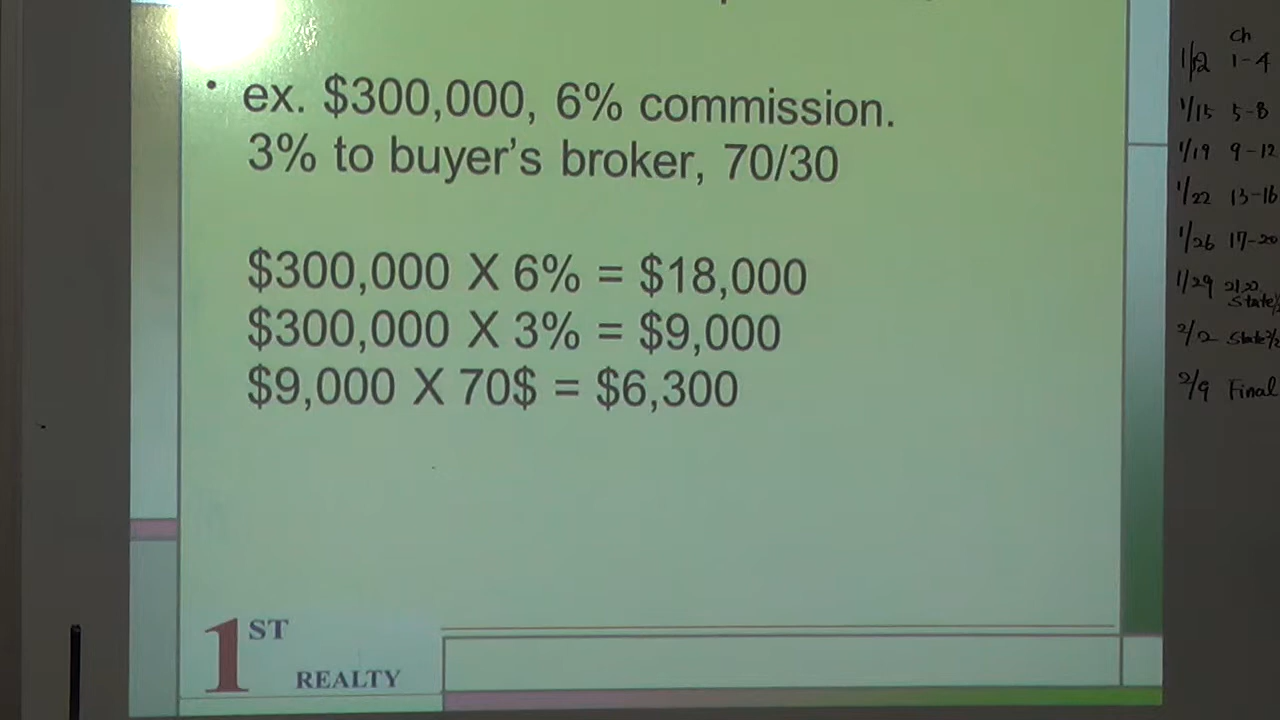 • ex. $300,000, 6% commission.
3% to buyer's broker, 70/30
$300,000 X 6% = $18,000
$300,000 X 3% = $9,000
$9,000 X 70$ = $6,300
1ST
REALTY
Ch
1/12 1-4
1/15 5-8
1/19 9-12
1/22 13-16
1/26 17-20
1/29
State
2/2 State
2/9 Final